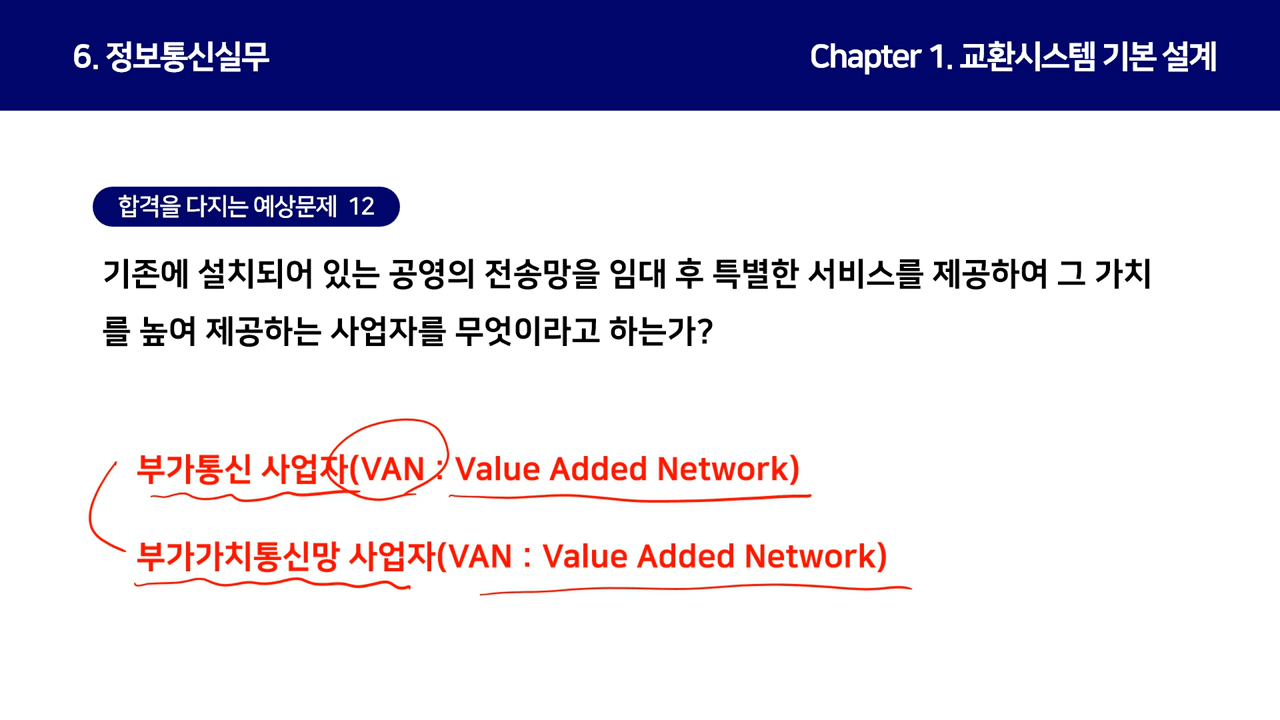 6. 정보통신실무
Chapter 1. 교환시스템 기본 설계
합격을 다지는 예상문제 12
기존에 설치되어 있는 공영의 전송망을 임대 후 특별한 서비스를 제공하여 그 가치
를 높여 제공하는 사업자를 무엇이라고 하는가?
부가통신 사업자(VAN : Value Added Network)
부가가치통신망 사업자(VAN : Value Added Network)